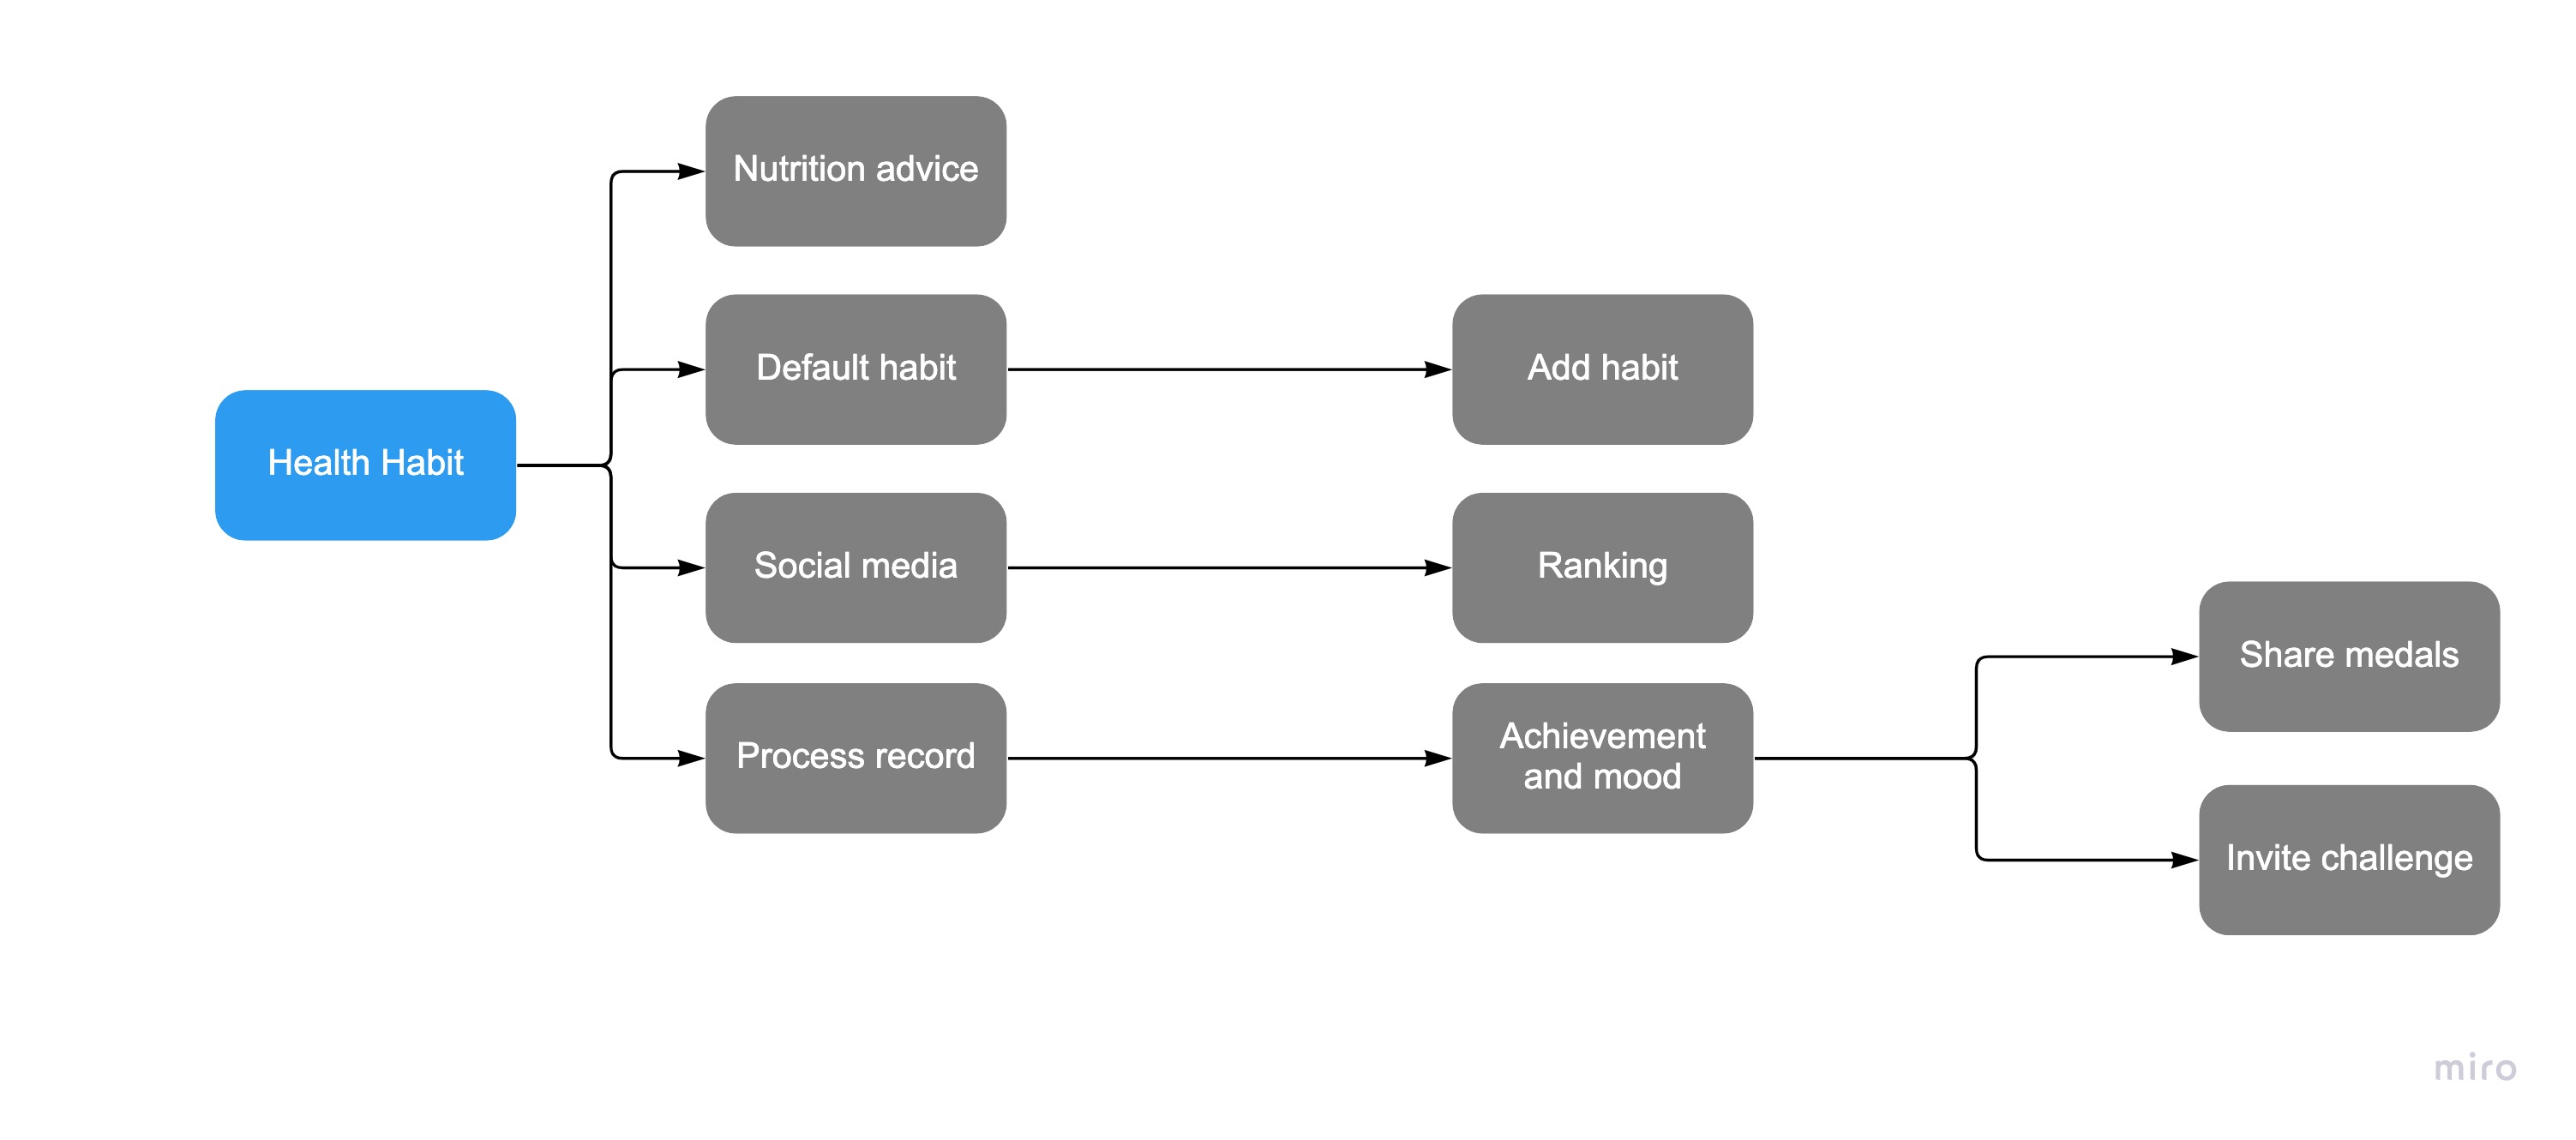 Nutrition advice
Default habit
Add habit
Health Habit
Social media
Ranking
Share medals
Process record
Achievement
and mood
Invite challenge
miro